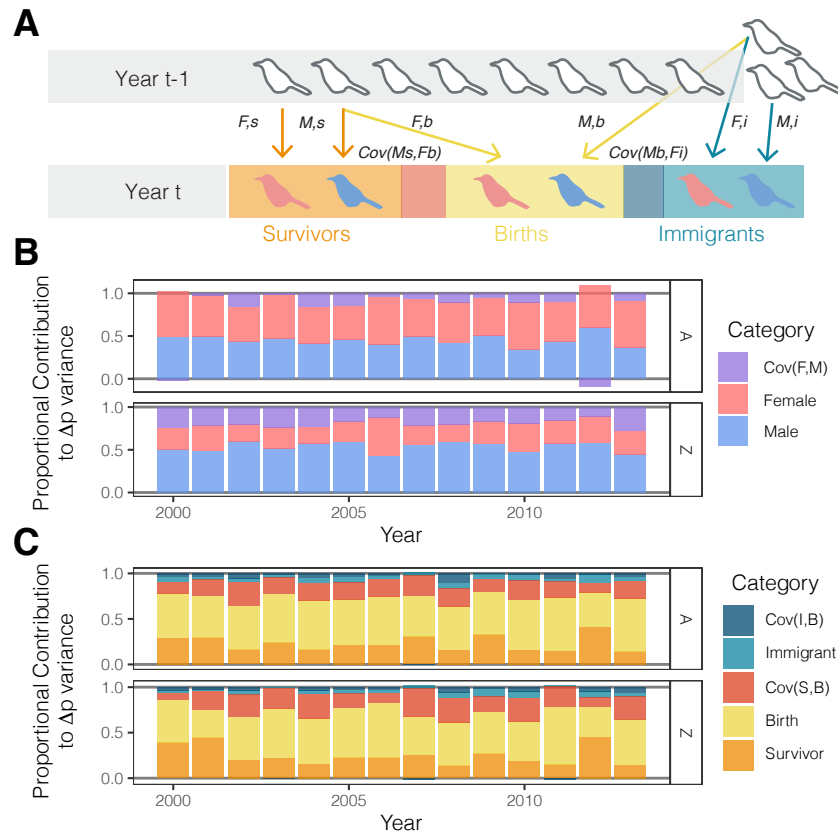 A
Year t-1
F,s
M,s
F,b
M,b
F,i
M,i
Cov(Ms,Fb)
Cov(Mb,Fi)
Year t
Survivors
Births
Immigrants
B
Proportional Contribution
to Δp variance
1.0
0.5
0.0
A
1.0
0.5
0.0
Z
2000
2005
2010
Year
Category
Cov(F,M)
Female
Male
C
Proportional Contribution
to Δp variance
1.0
0.5
0.0
A
1.0
0.5
0.0
Z
2000
2005
2010
Year
Category
Cov(I,B)
Immigrant
Cov(S,B)
Birth
Survivor